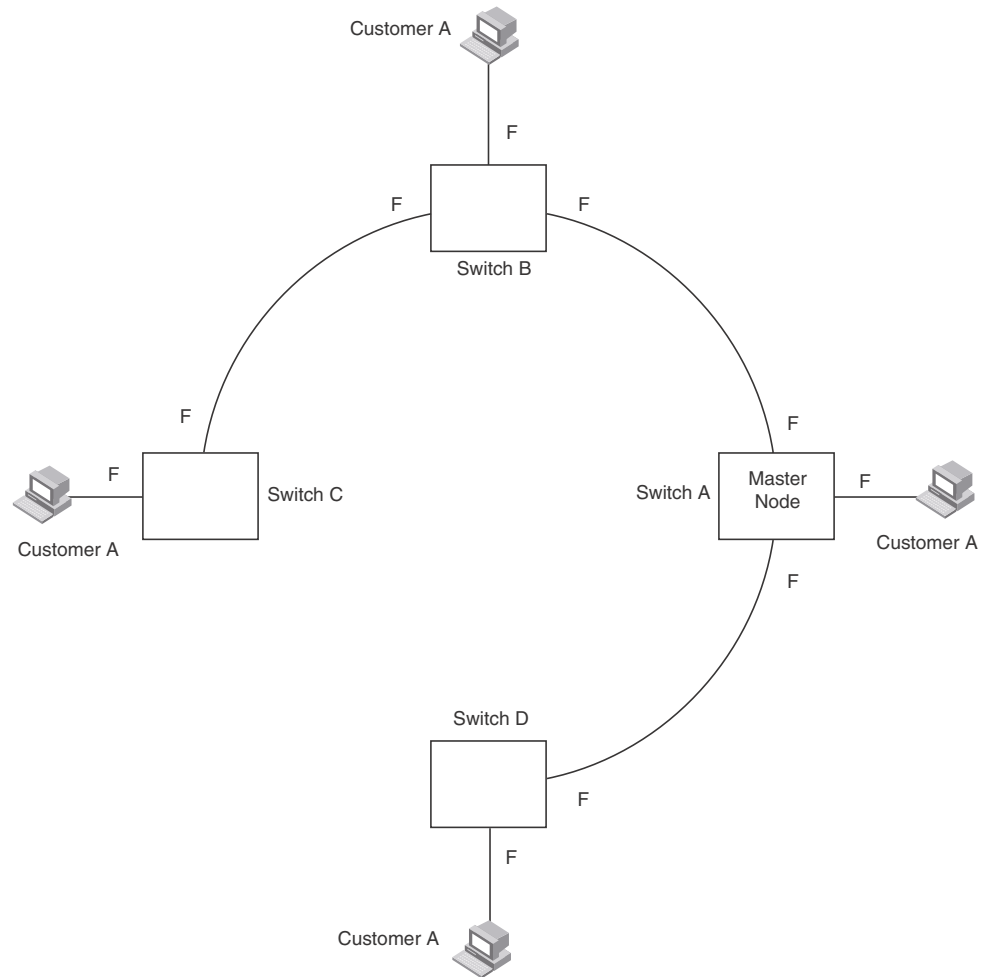 Customer A
F
F
F
Switch B
F
F
F
Switch C
Customer A
Switch A
Master
Node
F
Customer A
F
Switch D
F
F
Customer A